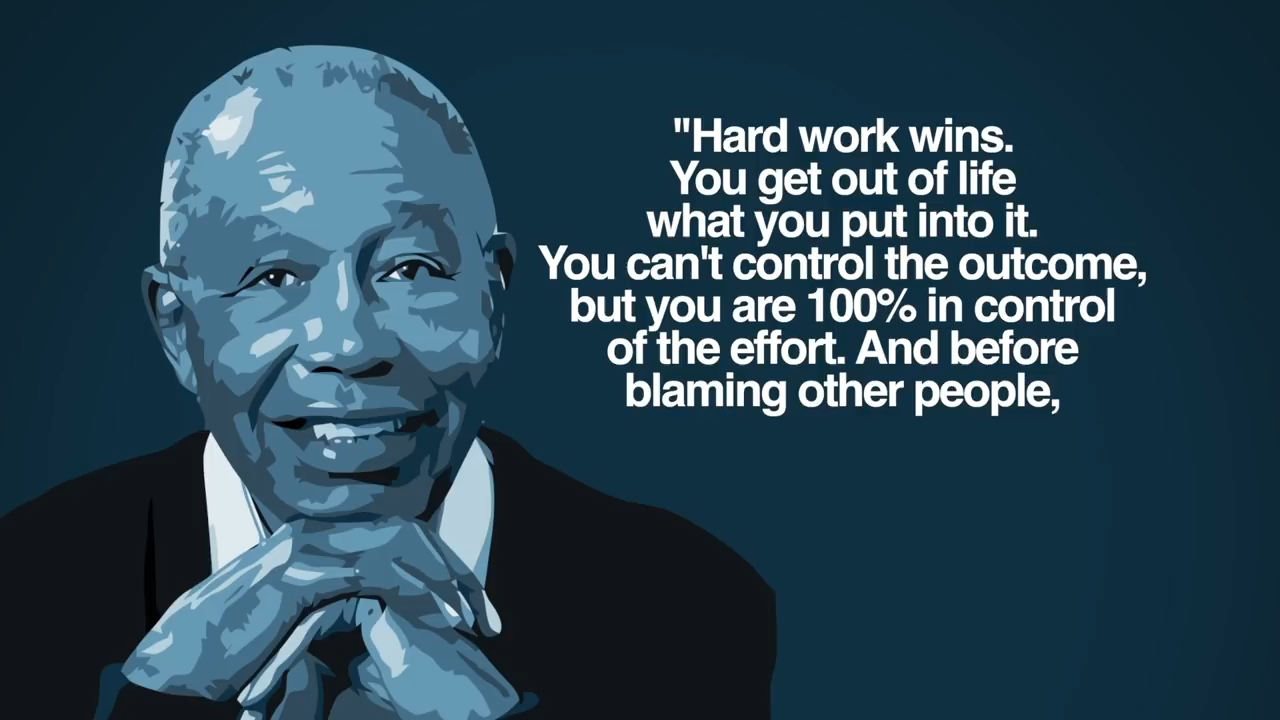 "Hard work wins.
You get out of life
what you put into it.
You can't control the outcome,
but you are 100% in control
of the effort. And before
blaming other people,